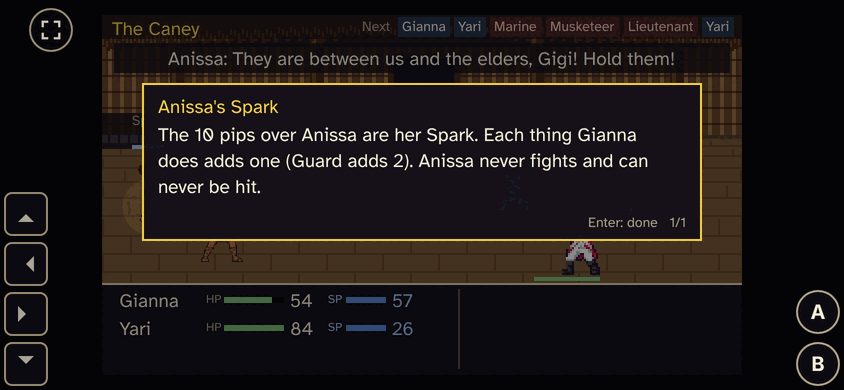 The Caney
Next Gianna Yari Marine Musketeer Lieutenant Yari
Anissa: They are between us and the elders, Gigi! Hold them!
Anissa's Spark
The 10 pips over Anissa are her Spark. Each thing Gianna
does adds one (Guard adds 2). Anissa never fights and can
never be hit.
Enter: done 1/1
Gianna HP 54 SP 57
Yari HP 84 SP 26
A
B